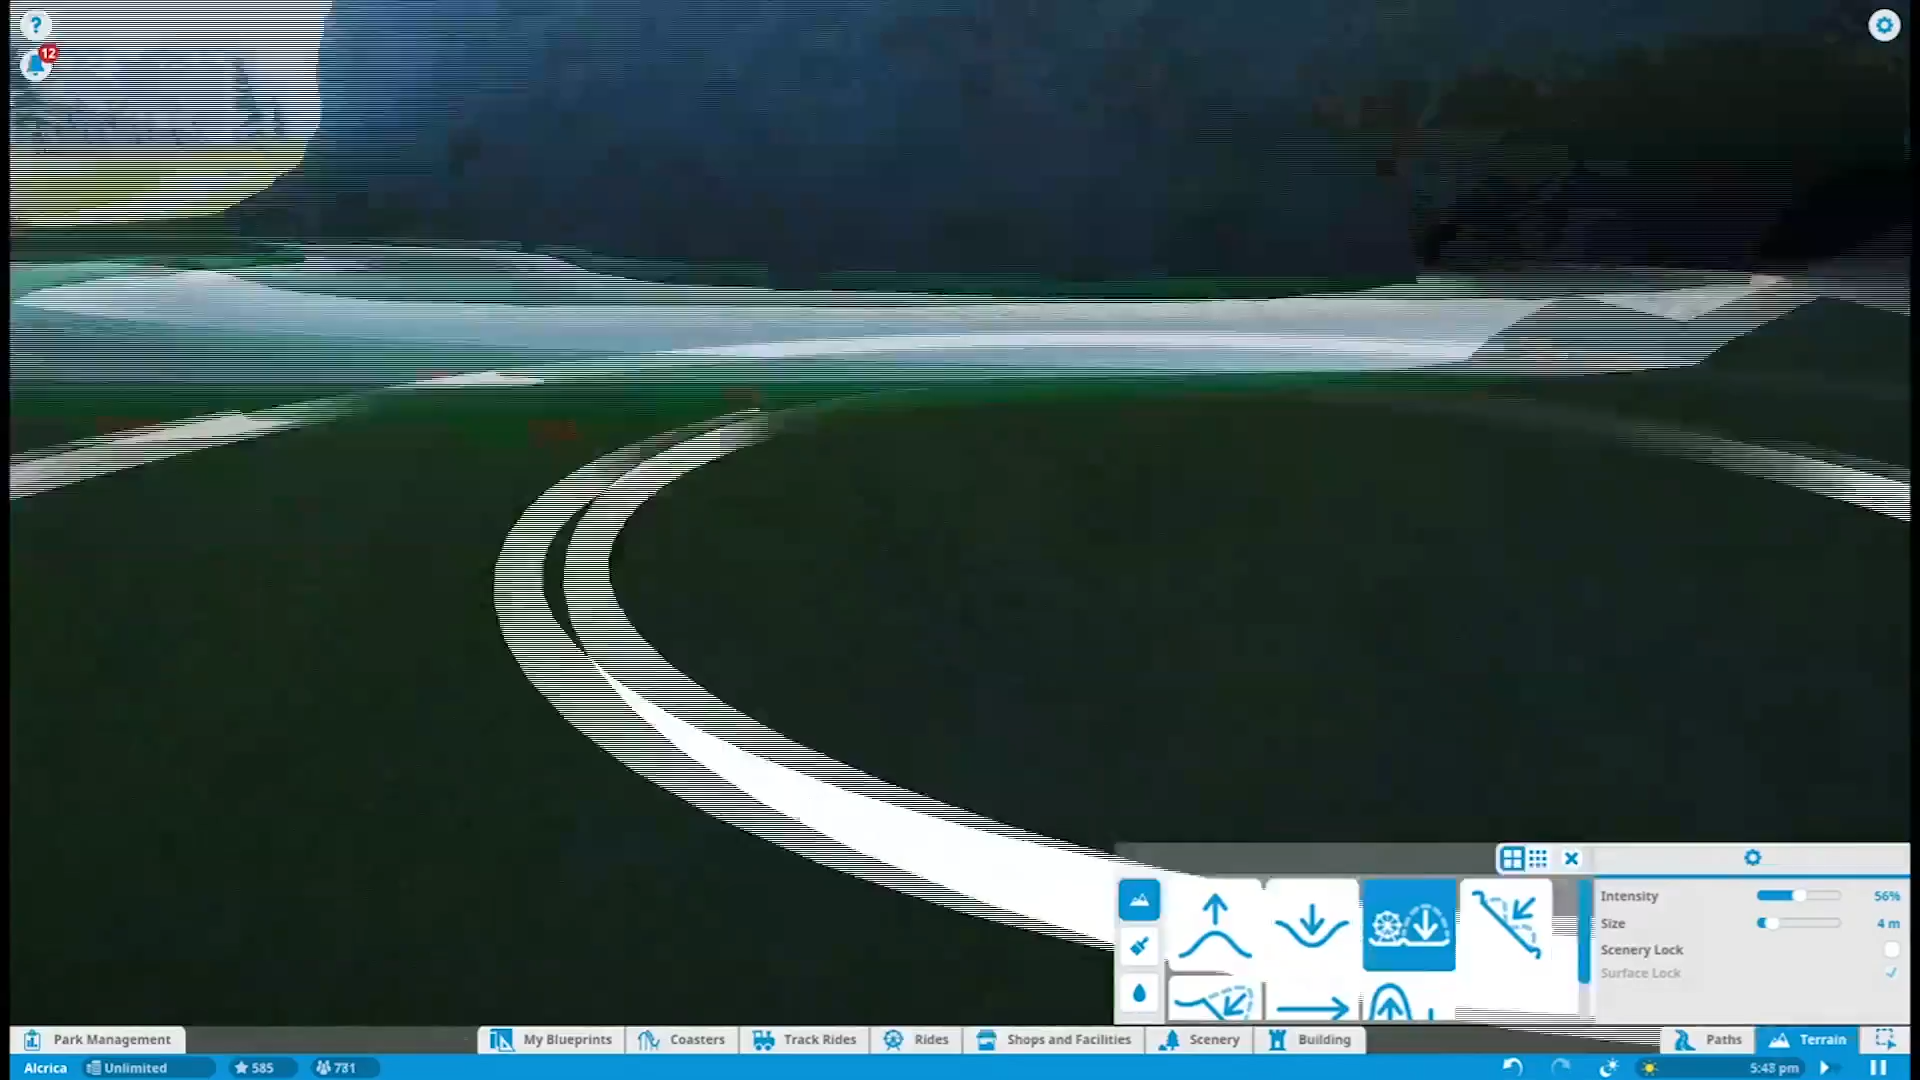 ?
12
Intensity 56%
Size 4 m
Scenery Lock
Surface Lock
Park Management My Blueprints Coasters Track Rides Rides Shops and Facilities Scenery Building Paths Terrain
Alcrica Unlimited 585 781 5:43 pm